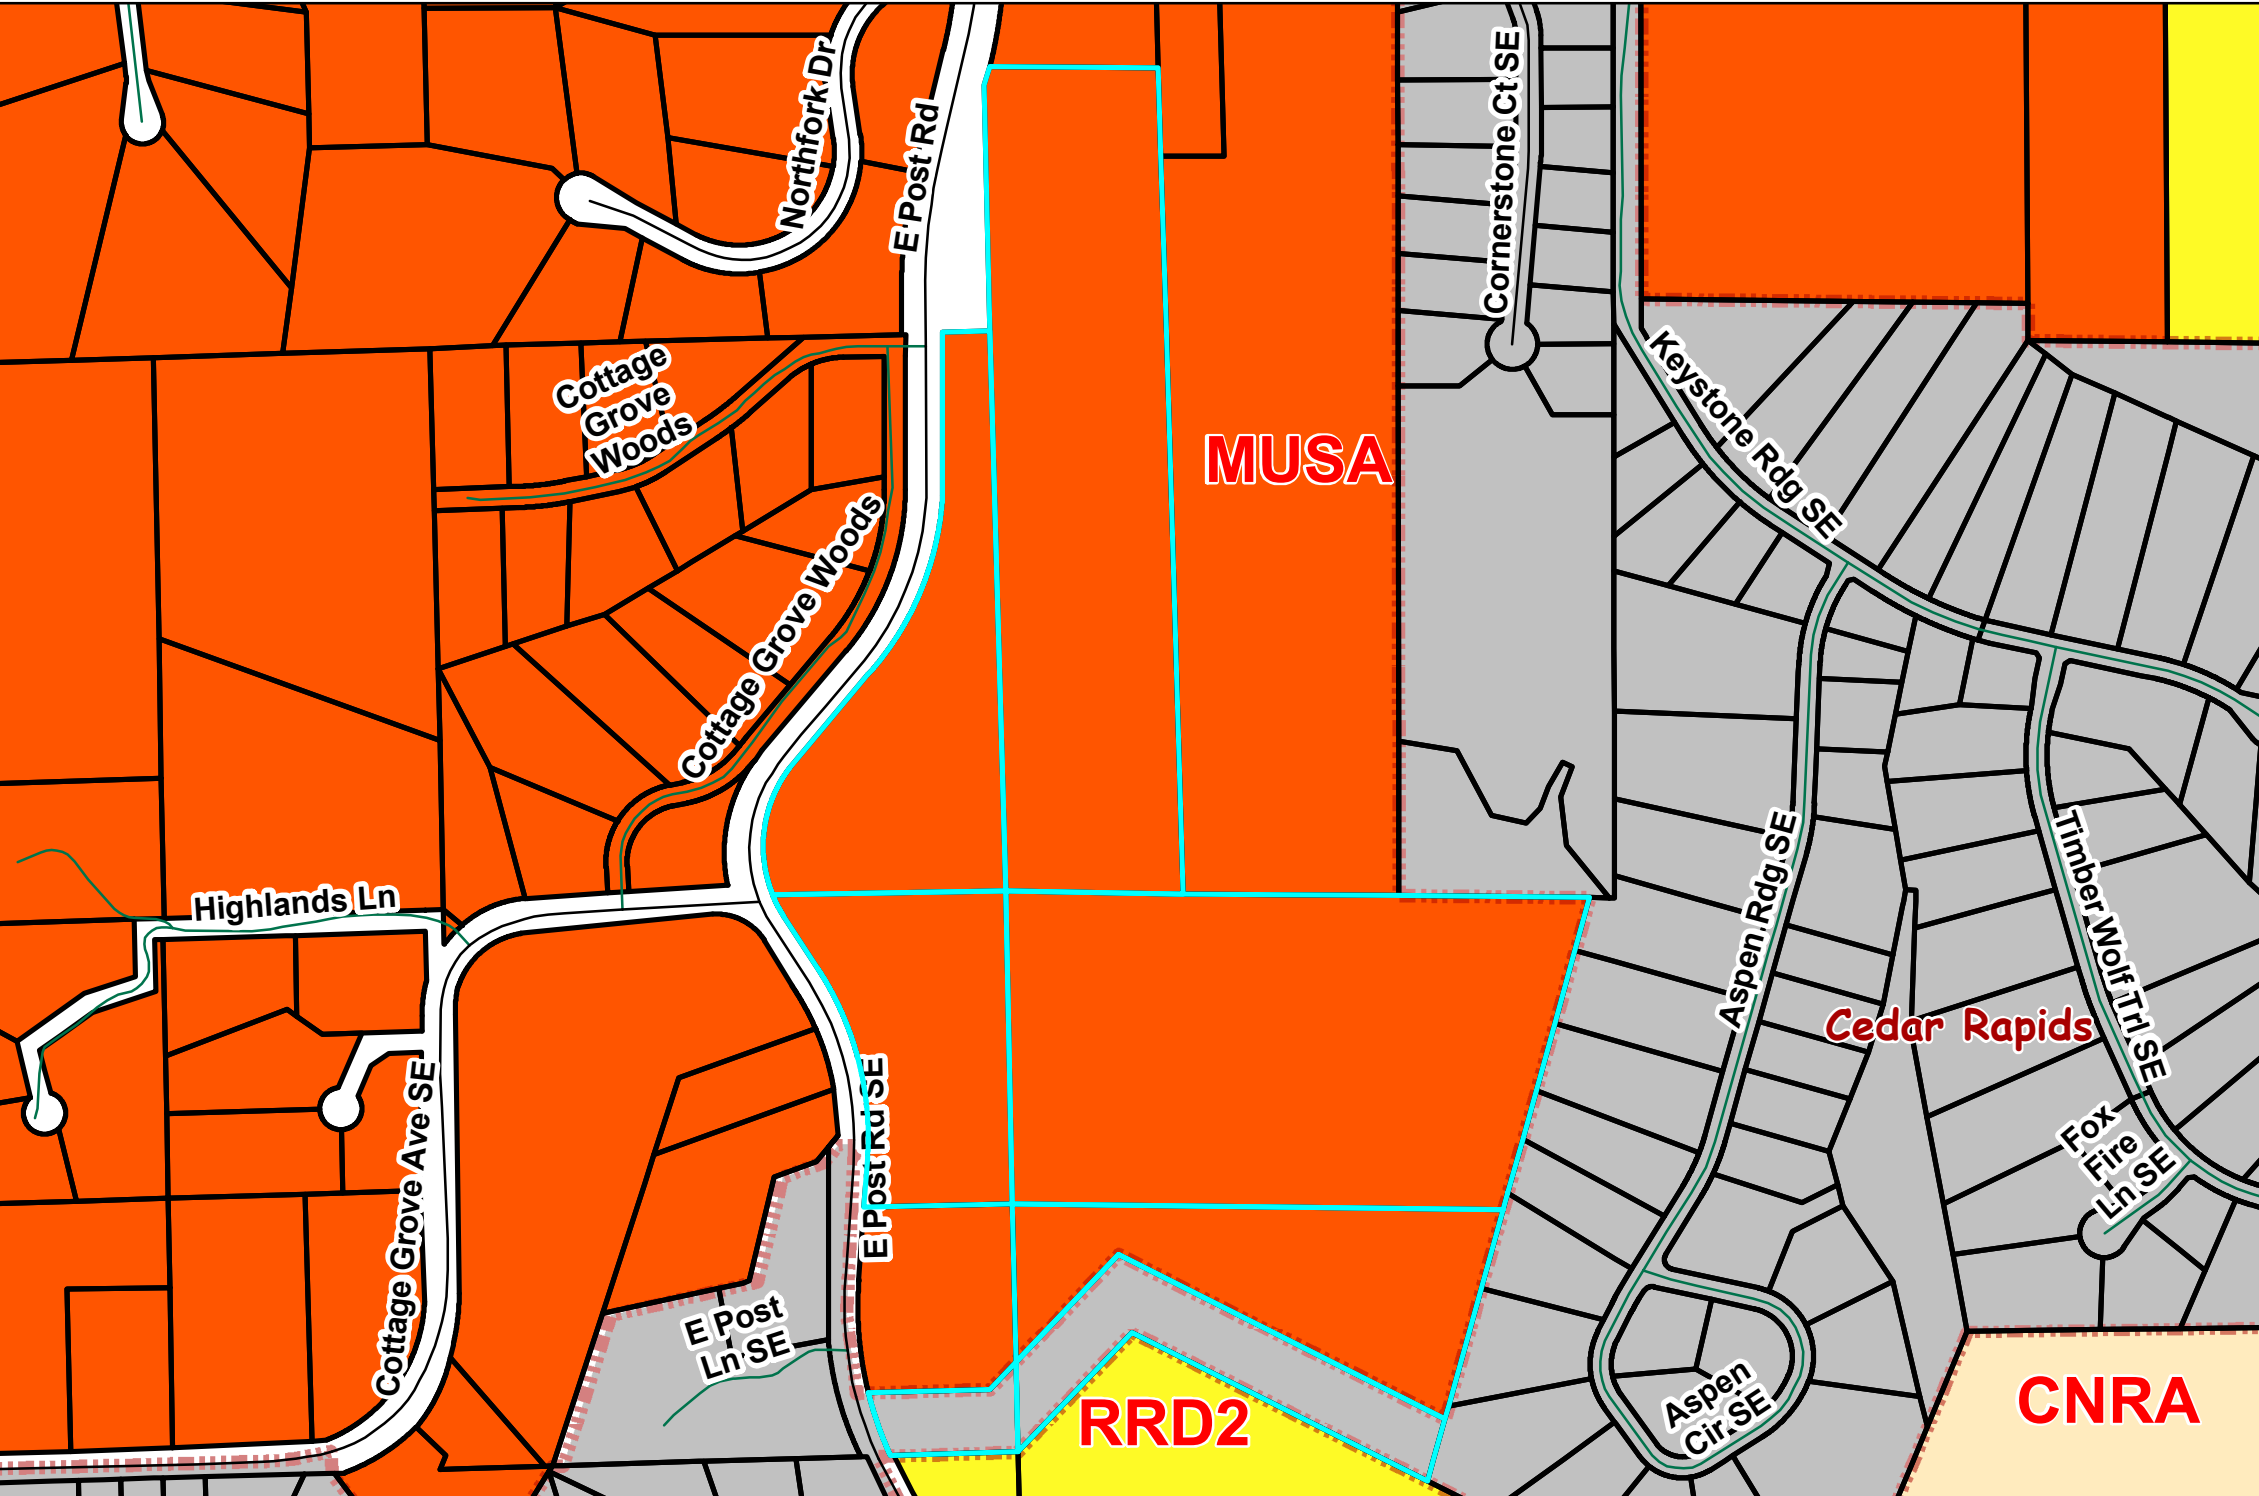 Northfork Dr
E Post Rd
Cornerstone Ct SE
Cottage
Grove
Woods
Keystone Rdg SE
MUSA
Cottage Grove Woods
Highlands Ln
Aspen Rdg SE
Timber Wolf Trl SE
Cedar Rapids
Cottage Grove Ave SE
E Post Rd SE
Fox
Fire
Ln SE
E Post
Ln SE
RRD2
Aspen
Cir SE
CNRA